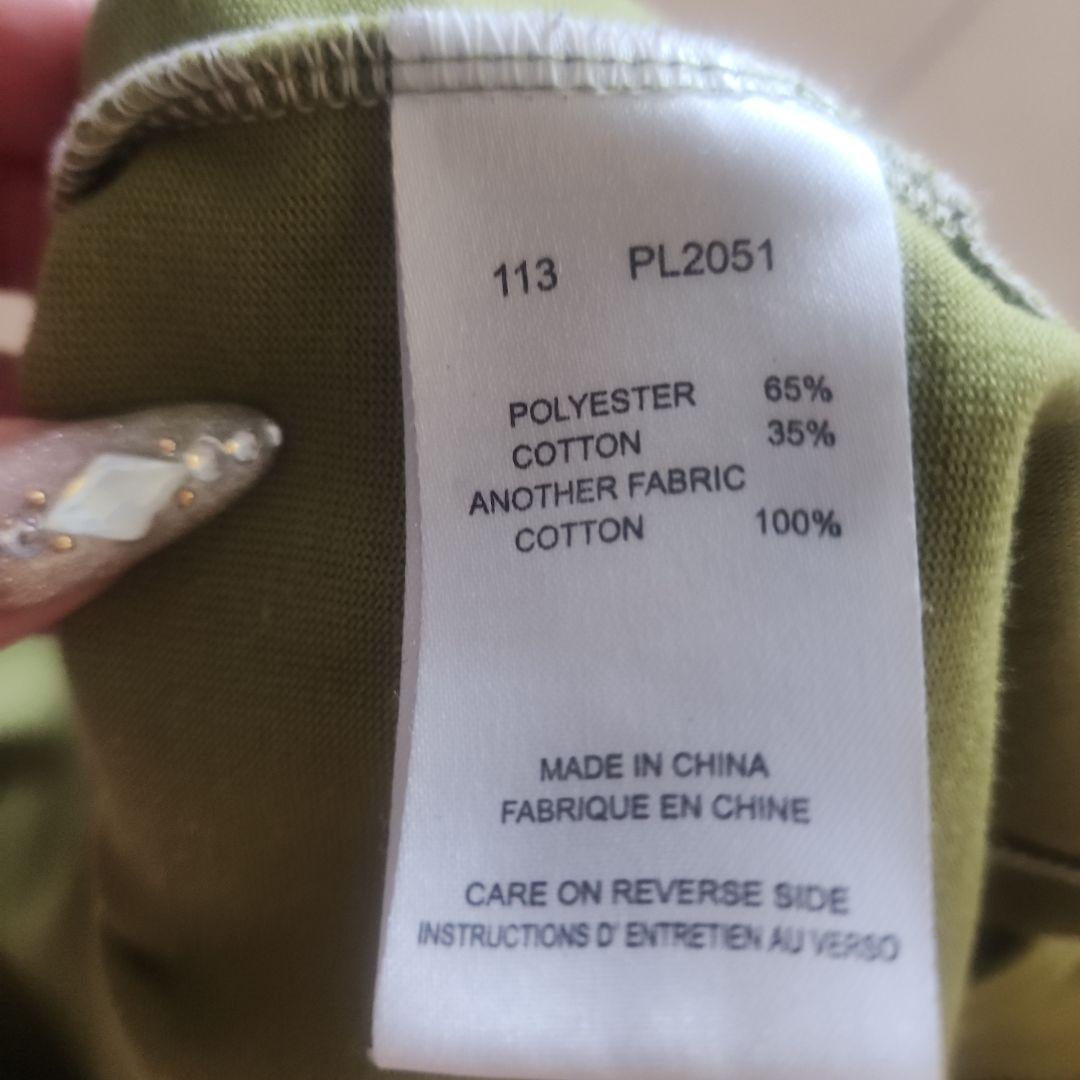 113 PL2051
POLYESTER 65%
COTTON 35%
ANOTHER FABRIC
COTTON 100%
MADE IN CHINA
FABRIQUE EN CHINE
CARE ON REVERSE SIDE
INSTRUCTIONS D' ENTRETIEN AU VERSO